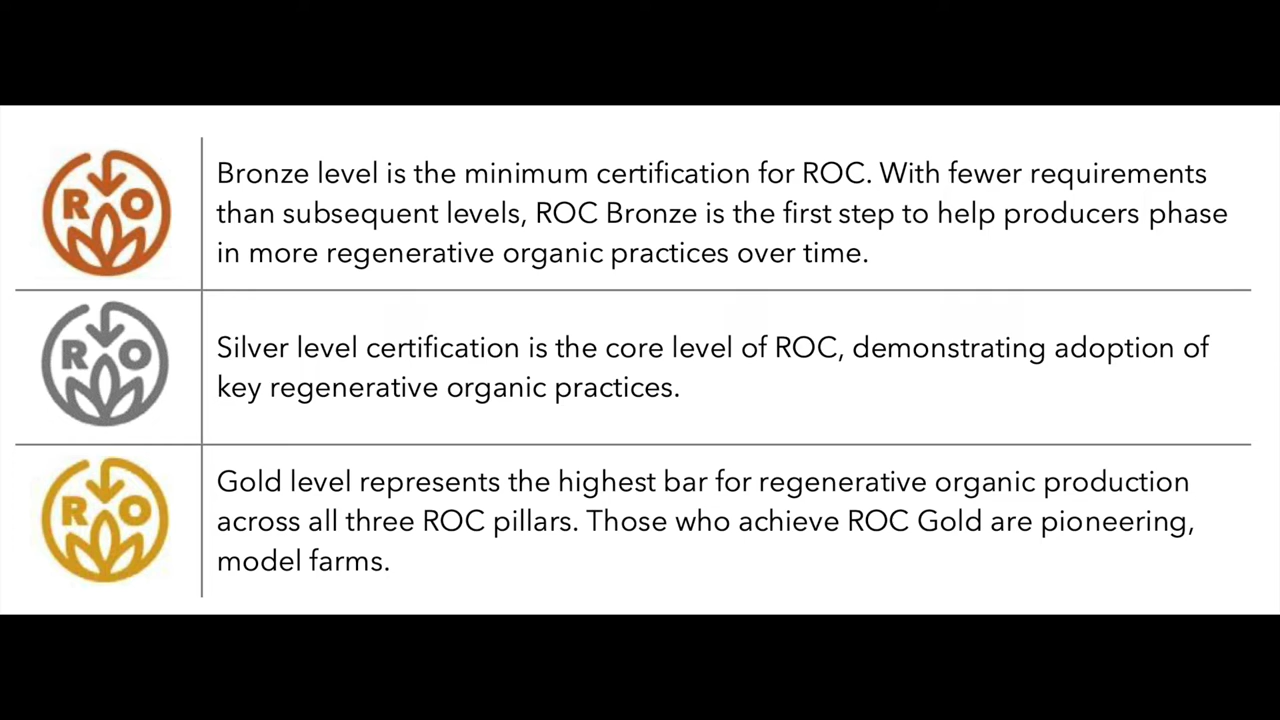 R O
Bronze level is the minimum certification for ROC. With fewer requirements
than subsequent levels, ROC Bronze is the first step to help producers phase
in more regenerative organic practices over time.
R O
Silver level certification is the core level of ROC, demonstrating adoption of
key regenerative organic practices.
R O
Gold level represents the highest bar for regenerative organic production
across all three ROC pillars. Those who achieve ROC Gold are pioneering,
model farms.